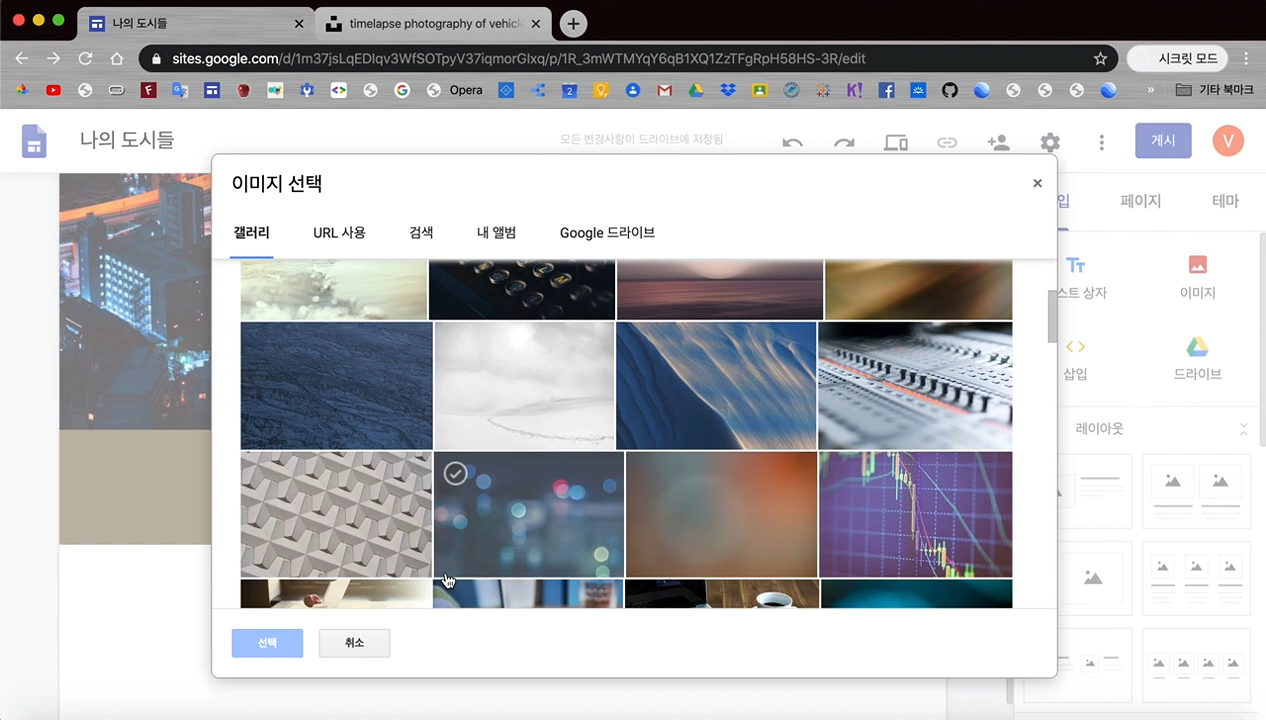 나의 도시들
timelapse photography of vehicle
sites.google.com/d/1m37jsLqEDIqv3WfSOTpyV37iqmorGlxq/p/1R_3mWTMYqY6qB1XQ1ZzTFgRpH58HS-3R/edit
시크릿 모드
Opera
기타 북마크
나의 도시들
모든 변경사항이 드라이브에 저장됨
게시
V
이미지 선택
갤러리 URL 사용 검색 내 앨범 Google 드라이브
입 페이지 테마
스트 상자 이미지
삽입 드라이브
레이아웃
선택 취소